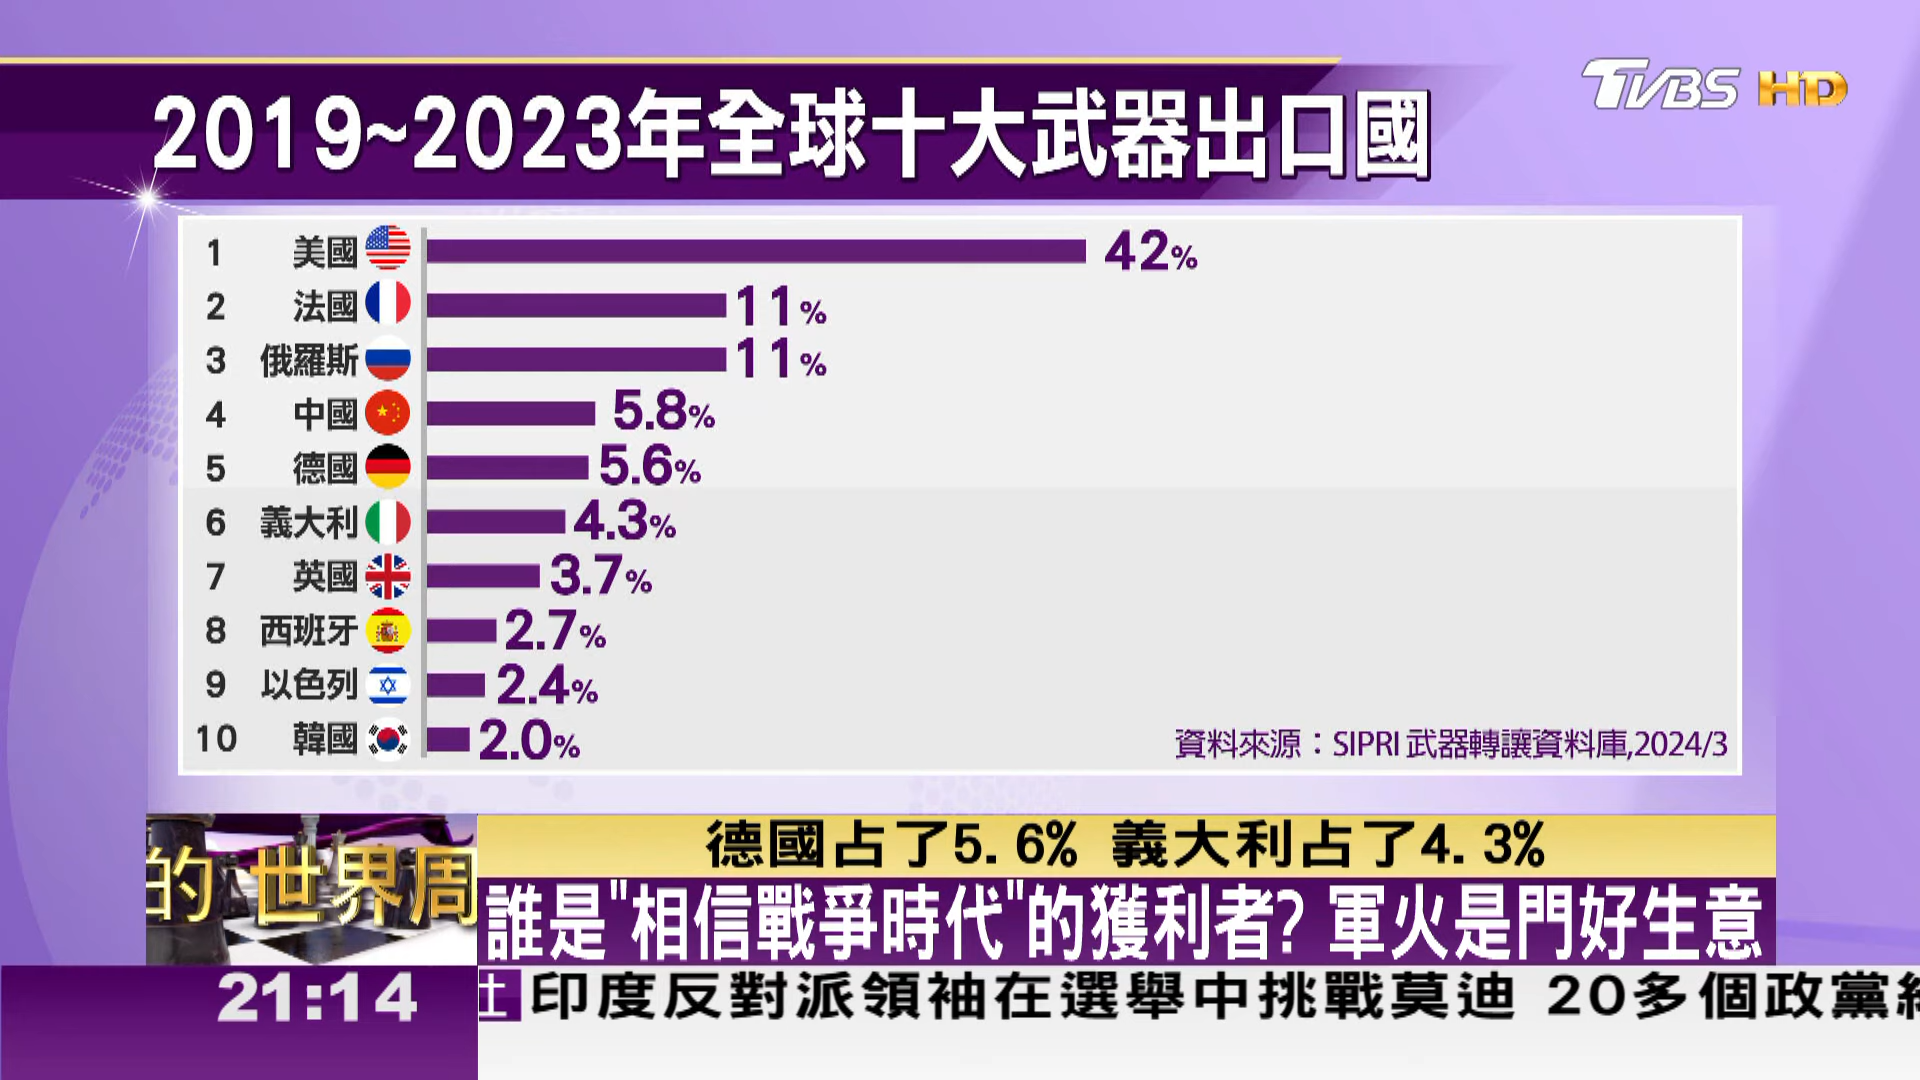 TVBS HD
2019~2023年全球十大武器出口國
1 美國 42%
2 法國 11%
3 俄羅斯 11%
4 中國 5.8%
5 德國 5.6%
6 義大利 4.3%
7 英國 3.7%
8 西班牙 2.7%
9 以色列 2.4%
10 韓國 2.0%
資料來源：SIPRI 武器轉讓資料庫,2024/3
德國占了5.6% 義大利占了4.3%
的 世界周
誰是"相信戰爭時代"的獲利者? 軍火是門好生意
21:14
印度反對派領袖在選舉中挑戰莫迪 20多個政黨